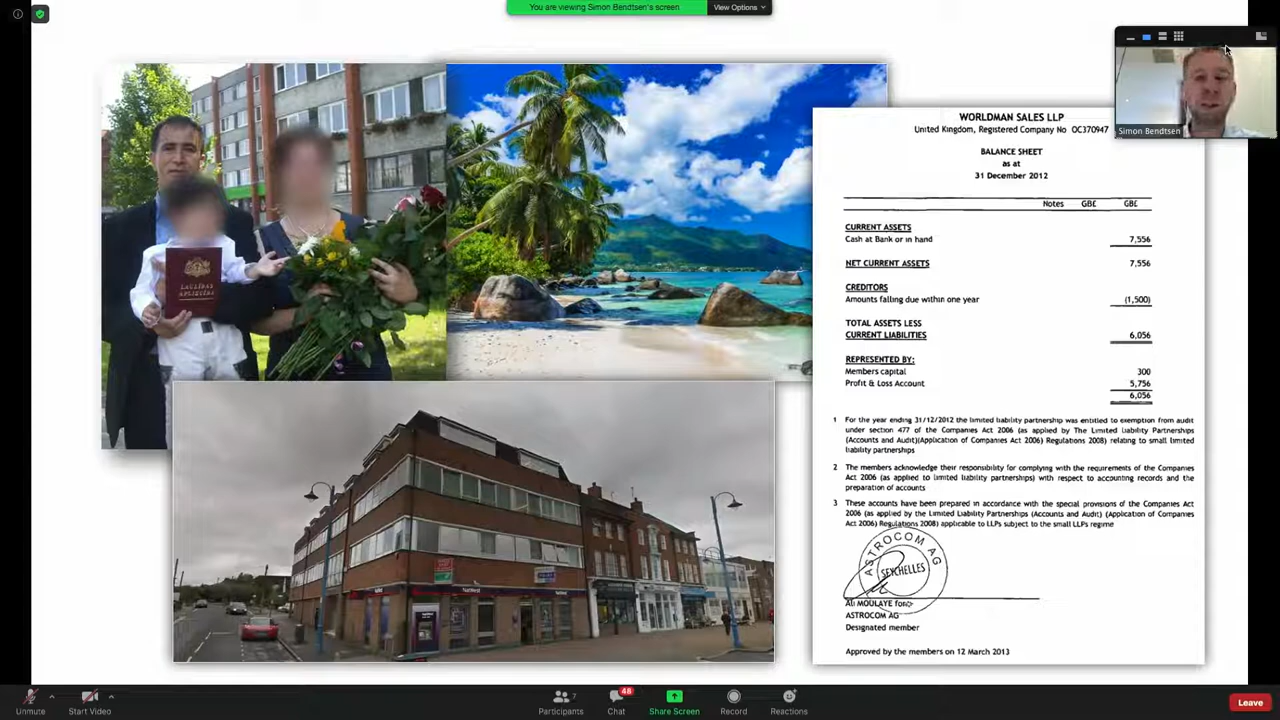 You are viewing Simon Bendtsen's screen
View Options
Simon Bendtsen
LATVIJAS
NatWest
WORLDMAN SALES LLP
United Kingdom, Registered Company No OC370947
BALANCE SHEET
as at
31 December 2012
Notes GB£ GB£
CURRENT ASSETS
Cash at Bank or in hand 7,556
NET CURRENT ASSETS 7,556
CREDITORS
Amounts falling due within one year (1,500)
TOTAL ASSETS LESS
CURRENT LIABILITIES 6,056
REPRESENTED BY:
Members capital 300
Profit & Loss Account 5,756
6,056
1 For the year ending 31/12/2012 the limited liability partnership was entitled to exemption from audit
under section 477 of the Companies Act 2006 (as applied by The Limited Liability Partnerships
(Accounts and Audit)(Application of Companies Act 2006) Regulations 2008) relating to small limited
liability partnerships
2 The members acknowledge their responsibility for complying with the requirements of the Companies
Act 2006 (as applied to limited liability partnerships) with respect to accounting records and the
preparation of accounts
3 These accounts have been prepared in accordance with the special provisions of the Companies Act
2006 (as applied by the Limited Liability Partnerships (Accounts and Audit) (Application of Companies
Act 2006) Regulations 2008) applicable to LLPs subject to the small LLPs regime
ASTROCOM AG
SEYCHELLES
Ali MOULAYE for
ASTROCOM AG
Designated member
Approved by the members on 12 March 2013
Unmute
Start Video
Participants
7
Chat
48
Share Screen
Record
Reactions
Leave